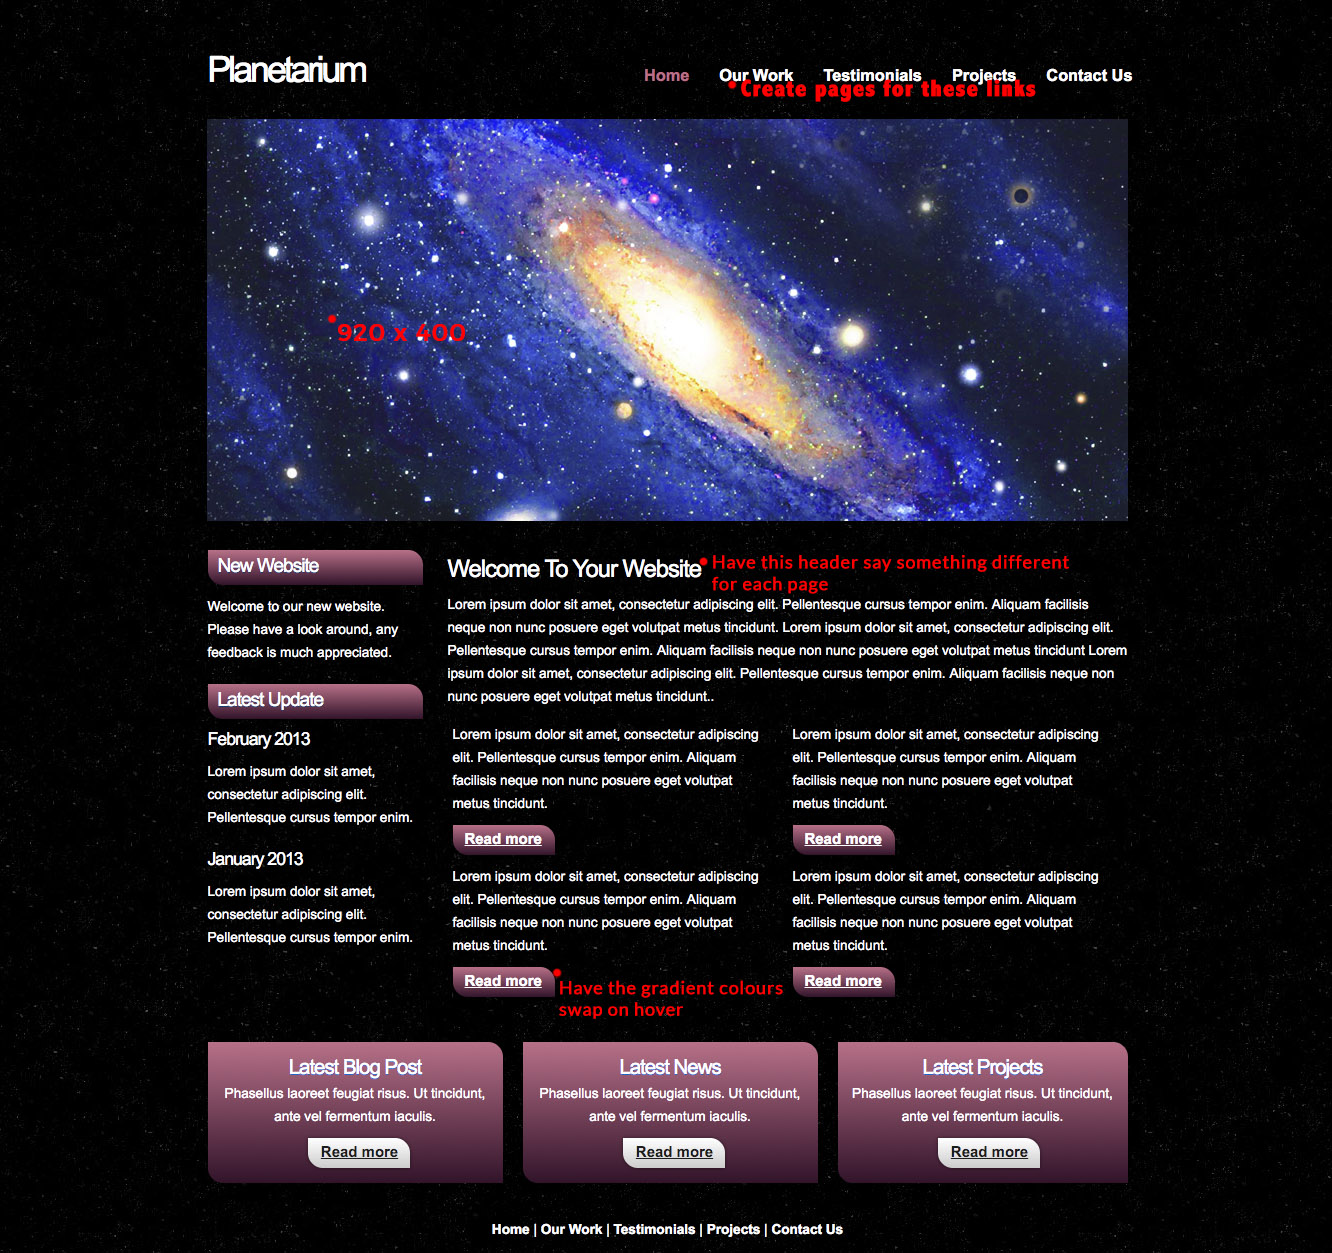 Planetarium
Home Our Work Testimonials Projects Contact Us
Create pages for these links
920 x 400
New Website
Welcome to our new website.
Please have a look around, any
feedback is much appreciated.
Latest Update
February 2013
Lorem ipsum dolor sit amet,
consectetur adipiscing elit.
Pellentesque cursus tempor enim.
January 2013
Lorem ipsum dolor sit amet,
consectetur adipiscing elit.
Pellentesque cursus tempor enim.
Welcome To Your Website
Have this header say something different
for each page
Lorem ipsum dolor sit amet, consectetur adipiscing elit. Pellentesque cursus tempor enim. Aliquam facilisis
neque non nunc posuere eget volutpat metus tincidunt. Lorem ipsum dolor sit amet, consectetur adipiscing elit.
Pellentesque cursus tempor enim. Aliquam facilisis neque non nunc posuere eget volutpat metus tincidunt Lorem
ipsum dolor sit amet, consectetur adipiscing elit. Pellentesque cursus tempor enim. Aliquam facilisis neque non
nunc posuere eget volutpat metus tincidunt..
Lorem ipsum dolor sit amet, consectetur adipiscing
elit. Pellentesque cursus tempor enim. Aliquam
facilisis neque non nunc posuere eget volutpat
metus tincidunt.
Read more
Lorem ipsum dolor sit amet, consectetur adipiscing
elit. Pellentesque cursus tempor enim. Aliquam
facilisis neque non nunc posuere eget volutpat
metus tincidunt.
Read more
Lorem ipsum dolor sit amet, consectetur adipiscing
elit. Pellentesque cursus tempor enim. Aliquam
facilisis neque non nunc posuere eget volutpat
metus tincidunt.
Read more
Have the gradient colours
swap on hover
Lorem ipsum dolor sit amet, consectetur adipiscing
elit. Pellentesque cursus tempor enim. Aliquam
facilisis neque non nunc posuere eget volutpat
metus tincidunt.
Read more
Latest Blog Post
Phasellus laoreet feugiat risus. Ut tincidunt,
ante vel fermentum iaculis.
Read more
Latest News
Phasellus laoreet feugiat risus. Ut tincidunt,
ante vel fermentum iaculis.
Read more
Latest Projects
Phasellus laoreet feugiat risus. Ut tincidunt,
ante vel fermentum iaculis.
Read more
Home | Our Work | Testimonials | Projects | Contact Us